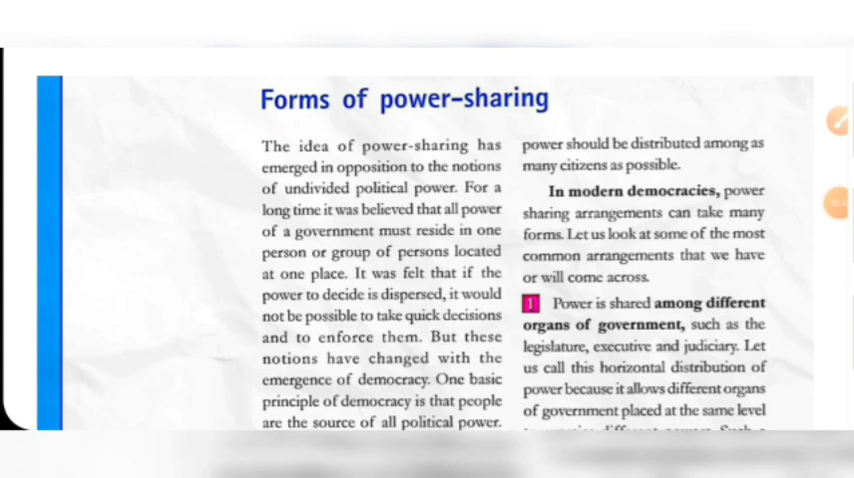 Forms of power-sharing
The idea of power-sharing has
emerged in opposition to the notions
of undivided political power. For a
long time it was believed that all power
of a government must reside in one
person or group of persons located
at one place. It was felt that if the
power to decide is dispersed, it would
not be possible to take quick decisions
and to enforce them. But these
notions have changed with the
emergence of democracy. One basic
principle of democracy is that people
are the source of all political power.
power should be distributed among as
many citizens as possible.
In modern democracies, power
sharing arrangements can take many
forms. Let us look at some of the most
common arrangements that we have
or will come across.
1 Power is shared among different
organs of government, such as the
legislature, executive and judiciary. Let
us call this horizontal distribution of
power because it allows different organs
of government placed at the same level